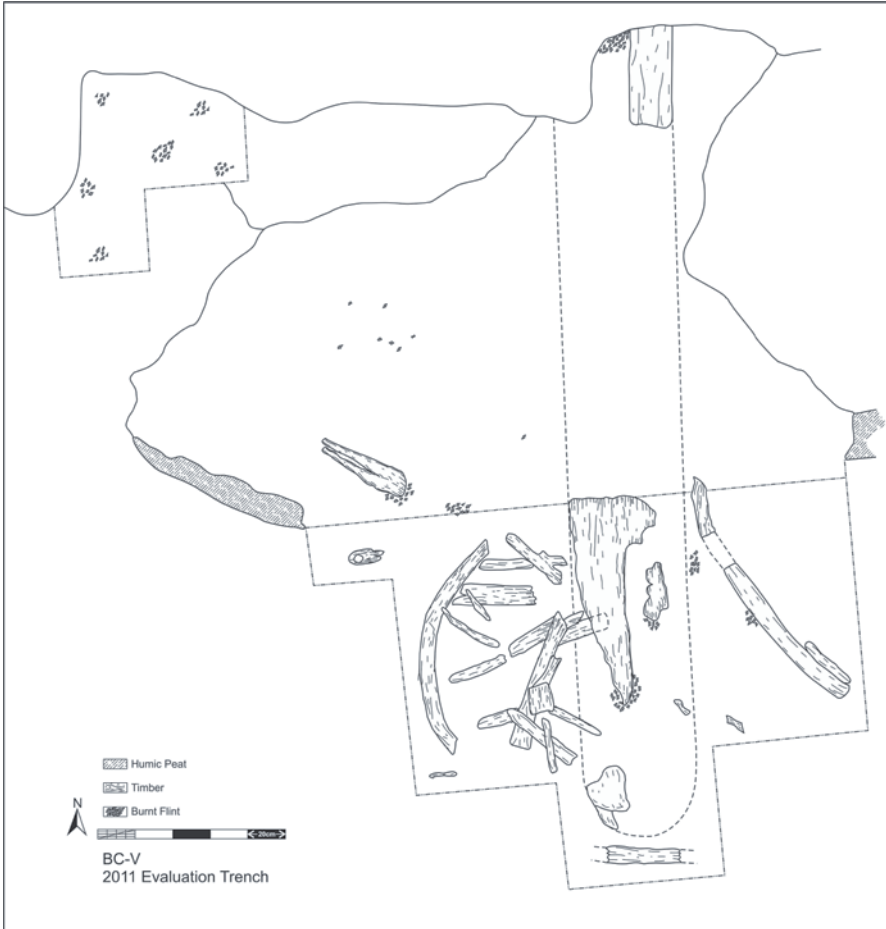 Humic Peat
Timber
N
Burnt Flint
20cm
BC-V
2011 Evaluation Trench